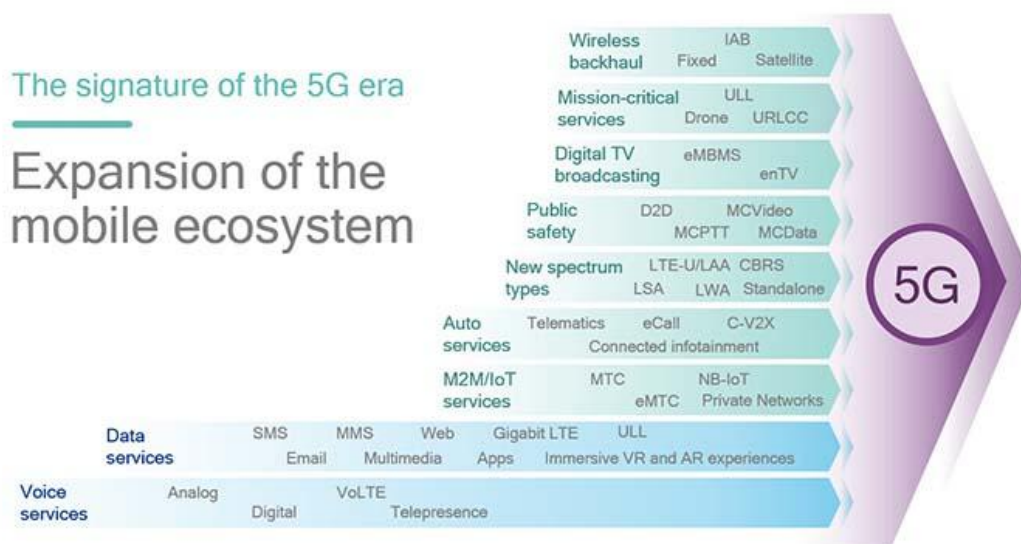 The signature of the 5G era
Expansion of the
mobile ecosystem
Wireless
backhaul
IAB
Fixed Satellite
Mission-critical
services
ULL
Drone URLCC
Digital TV
broadcasting
eMBMS
enTV
Public
safety
D2D MCVideo
MCPTT MCData
New spectrum
types
LTE-U/LAA CBRS
LSA LWA Standalone
Auto
services
Telematics eCall C-V2X
Connected infotainment
M2M/IoT
services
MTC NB-IoT
eMTC Private Networks
Data
services
SMS MMS Web Gigabit LTE ULL
Email Multimedia Apps Immersive VR and AR experiences
Voice
services
Analog VoLTE
Digital Telepresence
5G